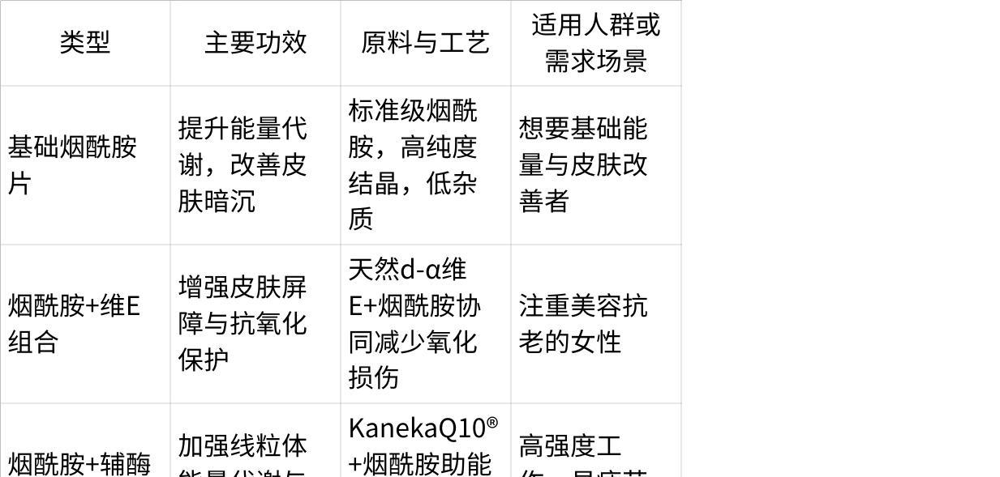 类型
主要功效
原料与工艺
适用人群或
需求场景
基础烟酰胺
片
提升能量代
谢，改善皮
肤暗沉
标准级烟酰
胺，高纯度
结晶，低杂
质
想要基础能
量与皮肤改
善者
烟酰胺+维E
组合
增强皮肤屏
障与抗氧化
保护
天然d-α维
E+烟酰胺协
同减少氧化
损伤
注重美容抗
老的女性
烟酰胺+辅酶
加强线粒体
KanekaQ10®
+烟酰胺助能
高强度工